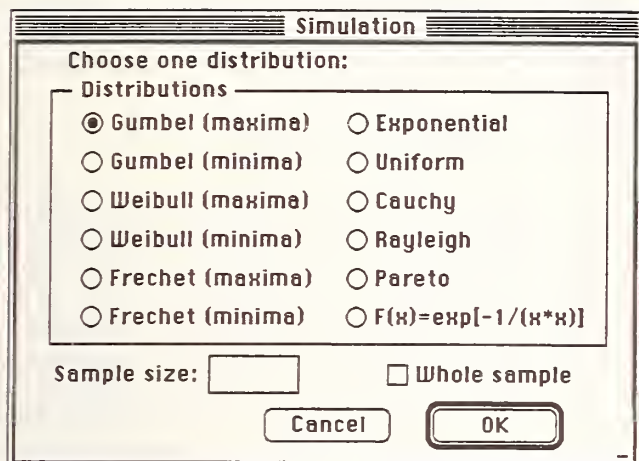 Simulation
Choose one distribution:
Distributions
Gumbel (maxima) Exponential
Gumbel (minima) Uniform
Weibull (maxima) Cauchy
Weibull (minima) Rayleigh
Frechet (maxima) Pareto
Frechet (minima) F(x)=exp[-1/(x*x)]
Sample size: Whole sample
Cancel OK